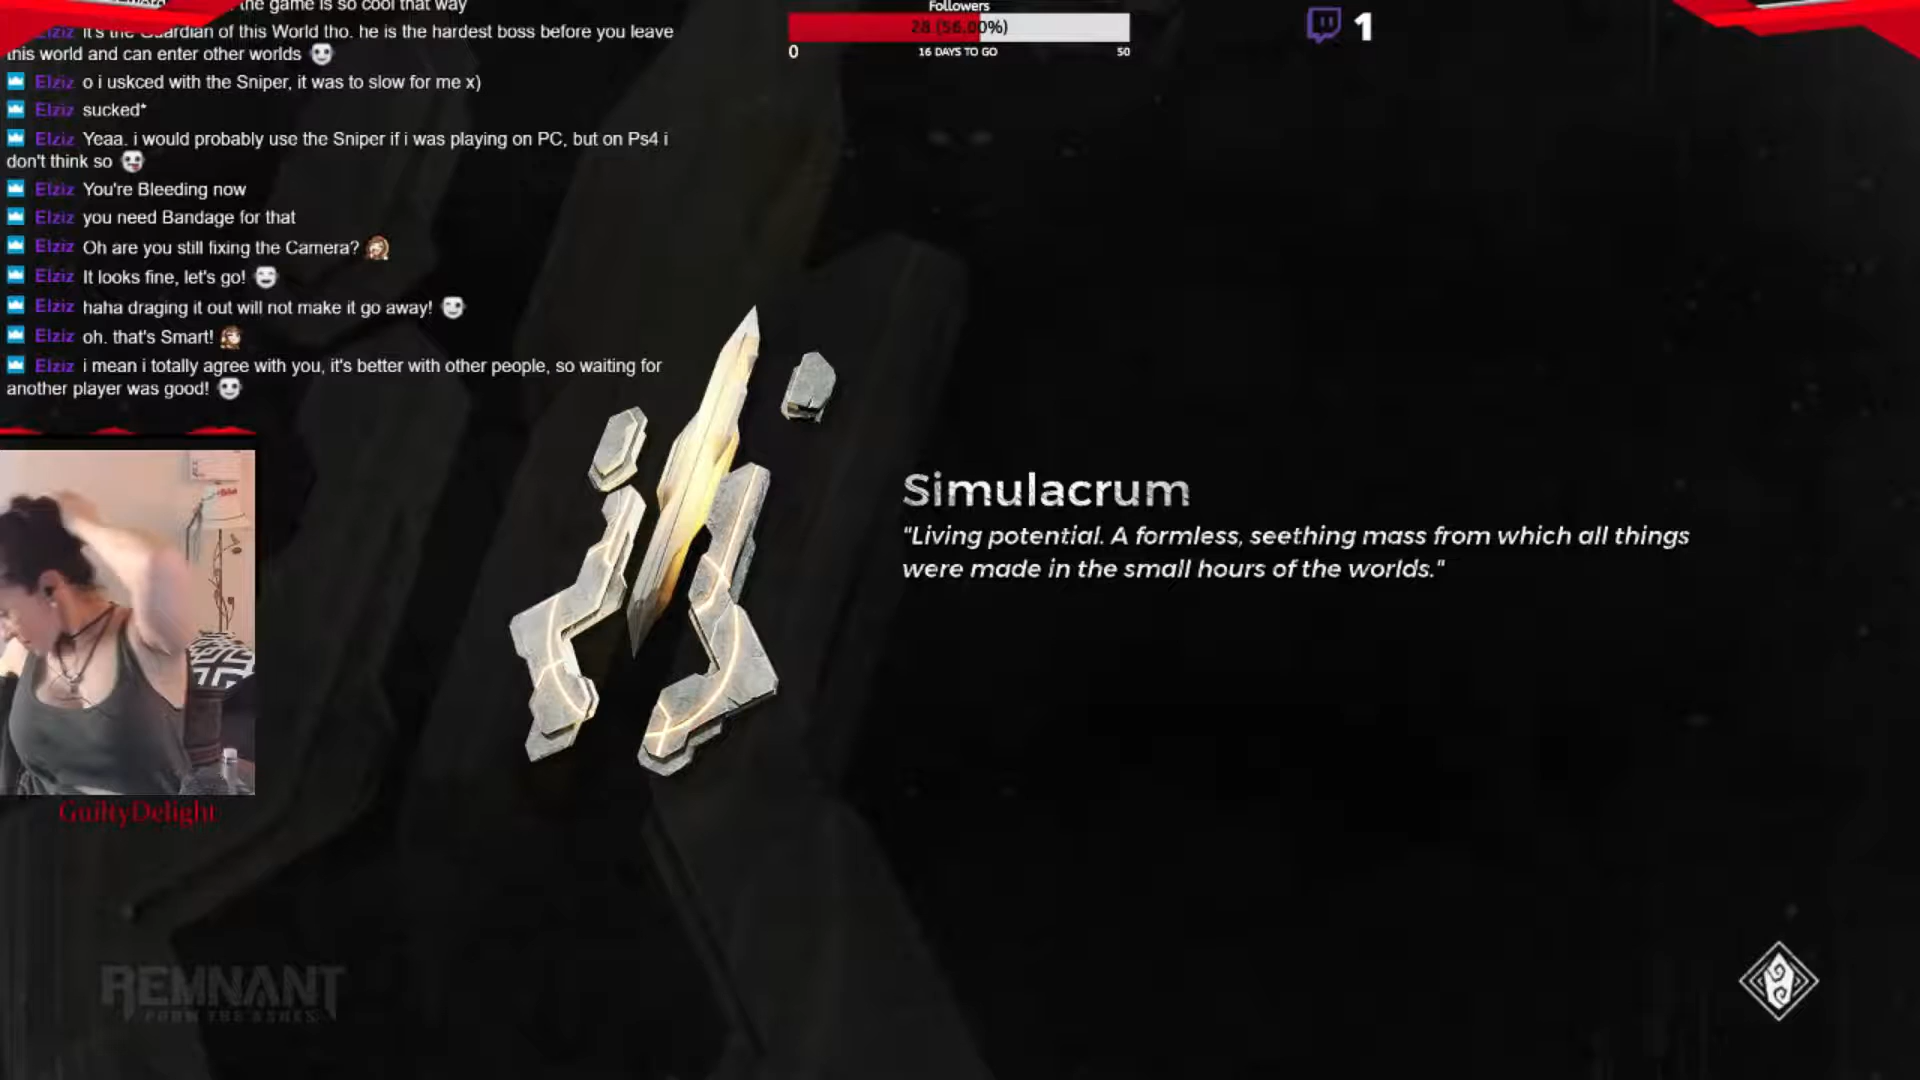 the game is so cool that way
Elziz it's the Guardian of this World tho. he is the hardest boss before you leave
this world and can enter other worlds
Elziz o i uskced with the Sniper, it was to slow for me x)
Elziz sucked*
Elziz Yeaa. i would probably use the Sniper if i was playing on PC, but on Ps4 i
don't think so
Elziz You're Bleeding now
Elziz you need Bandage for that
Elziz Oh are you still fixing the Camera?
Elziz It looks fine, let's go!
Elziz haha draging it out will not make it go away!
Elziz oh. that's Smart!
Elziz i mean i totally agree with you, it's better with other people, so waiting for
another player was good!
Followers
28 (56.00%)
0 16 DAYS TO GO 50
1
GuiltyDelight
Simulacrum
"Living potential. A formless, seething mass from which all things
were made in the small hours of the worlds."
REMNANT
FROM THE ASHES